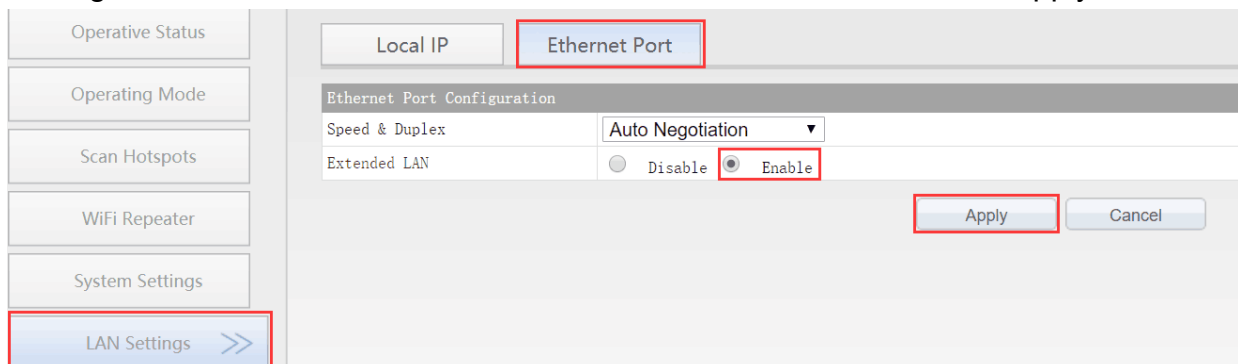 Operative Status
Operating Mode
Scan Hotspots
WiFi Repeater
System Settings
LAN Settings >>
Local IP
Ethernet Port
Ethernet Port Configuration
Speed & Duplex Auto Negotiation ▼
Extended LAN Disable Enable
Apply Cancel